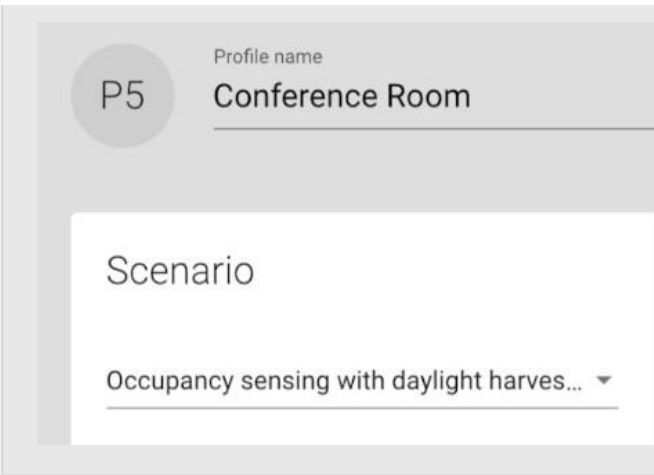 P5
Profile name
Conference Room
Scenario
Occupancy sensing with daylight harves...